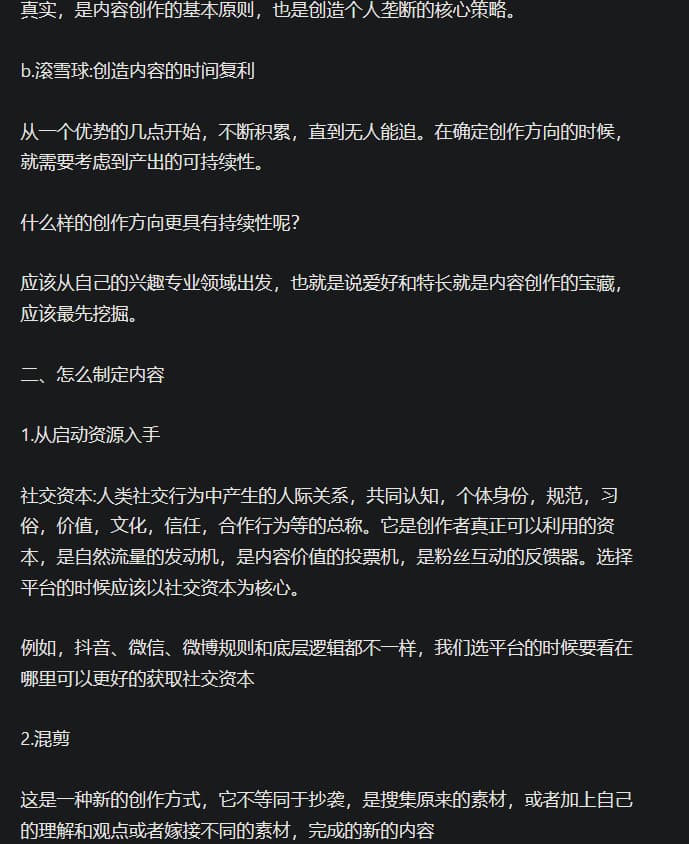 真实，是内容创作的基本原则，也是创造个人垄断的核心策略。
b.滚雪球:创造内容的时间复利
从一个优势的几点开始，不断积累，直到无人能追。在确定创作方向的时候，
就需要考虑到产出的可持续性。
什么样的创作方向更具有持续性呢？
应该从自己的兴趣专业领域出发，也就是说爱好和特长就是内容创作的宝藏，
应该最先挖掘。
二、怎么制定内容
1.从启动资源入手
社交资本:人类社交行为中产生的人际关系，共同认知，个体身份，规范，习
俗，价值，文化，信任，合作行为等的总称。它是创作者真正可以利用的资
本，是自然流量的发动机，是内容价值的投票机，是粉丝互动的反馈器。选择
平台的时候应该以社交资本为核心。
例如，抖音、微信、微博规则和底层逻辑都不一样，我们选平台的时候要看在
哪里可以更好的获取社交资本
2.混剪
这是一种新的创作方式，它不等同于抄袭，是搜集原来的素材，或者加上自己
的理解和观点或者嫁接不同的素材，完成的新的内容